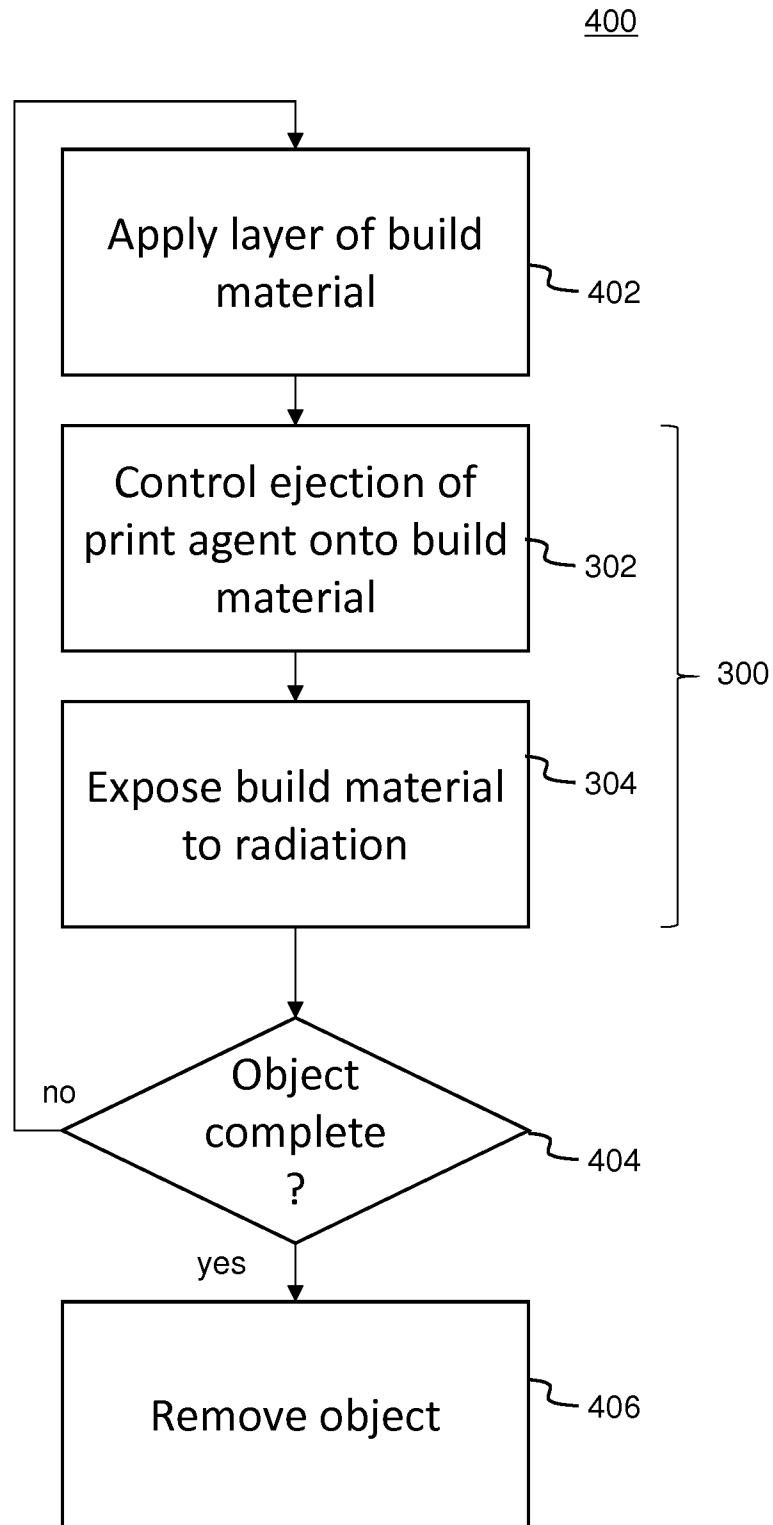 400
Apply layer of build
material
402
Control ejection of
print agent onto build
material
302
300
Expose build material
to radiation
304
Object
complete
?
no
404
yes
Remove object
406